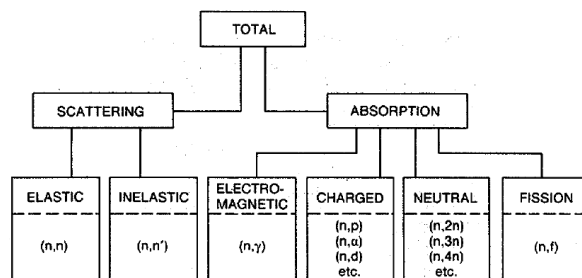 TOTAL
SCATTERING
ABSORPTION
ELASTIC
(n,n)
INELASTIC
(n,n')
ELECTRO-
MAGNETIC
(n,γ)
CHARGED
(n,p)
(n,α)
(n,d)
etc.
NEUTRAL
(n,2n)
(n,3n)
(n,4n)
etc.
FISSION
(n,f)